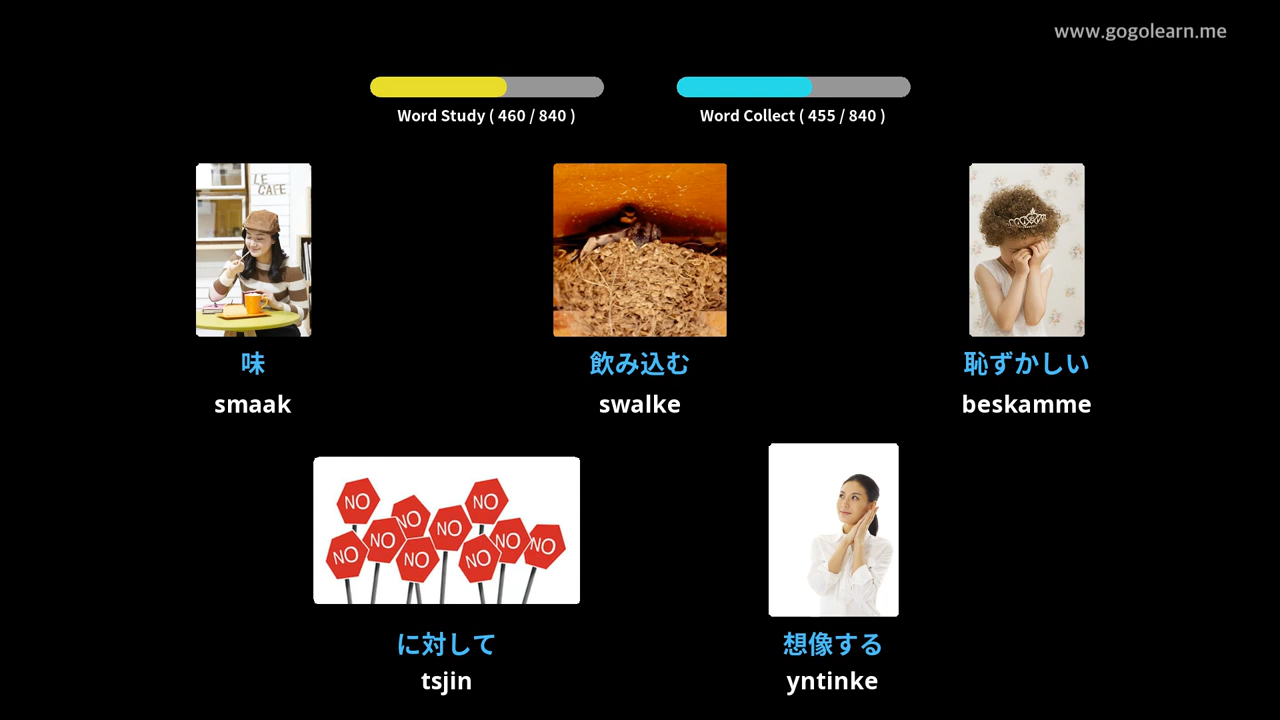 www.gogolearn.me
Word Study ( 460 / 840 )
Word Collect ( 455 / 840 )
LE
CAFE
味
飲み込む
恥ずかしい
smaak
swalke
beskamme
NO
NO
NO
NO
NO
NO
NO
NO
NO
NO
に対して
想像する
tsjin
yntinke